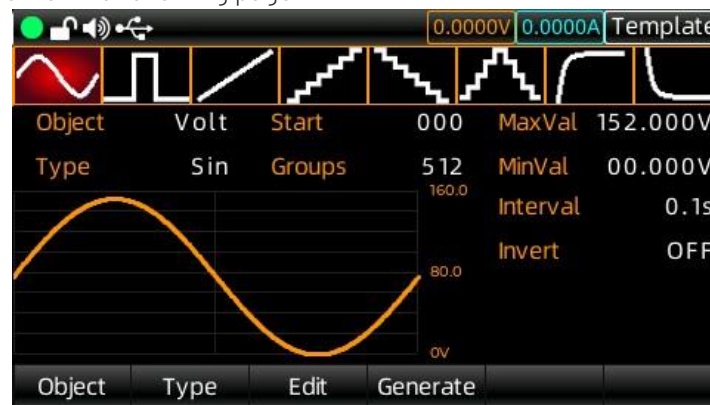 0.0000V 0.0000A Template
Object Volt Start 000 MaxVal 152.000V
Type Sin Groups 512 MinVal 00.000V
160.0
Interval 0.1s
Invert OFF
80.0
0V
Object Type Edit Generate